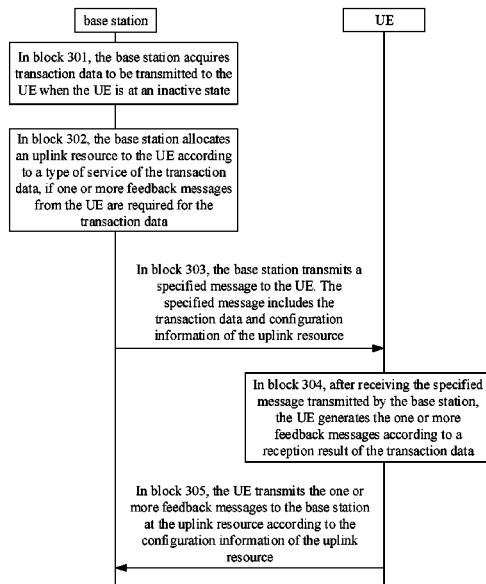 base station
UE
In block 301, the base station acquires
transaction data to be transmitted to the
UE when the UE is at an inactive state
In block 302, the base station allocates
an uplink resource to the UE according
to a type of service of the transaction
data, if one or more feedback messages
from the UE are required for the
transaction data
In block 303, the base station transmits a
specified message to the UE. The
specified message includes the
transaction data and configuration
information of the uplink resource
In block 304, after receiving the specified
message transmitted by the base station,
the UE generates the one or more
feedback messages according to a
reception result of the transaction data
In block 305, the UE transmits the one or
more feedback messages to the base station
at the uplink resource according to the
configuration information of the uplink
resource